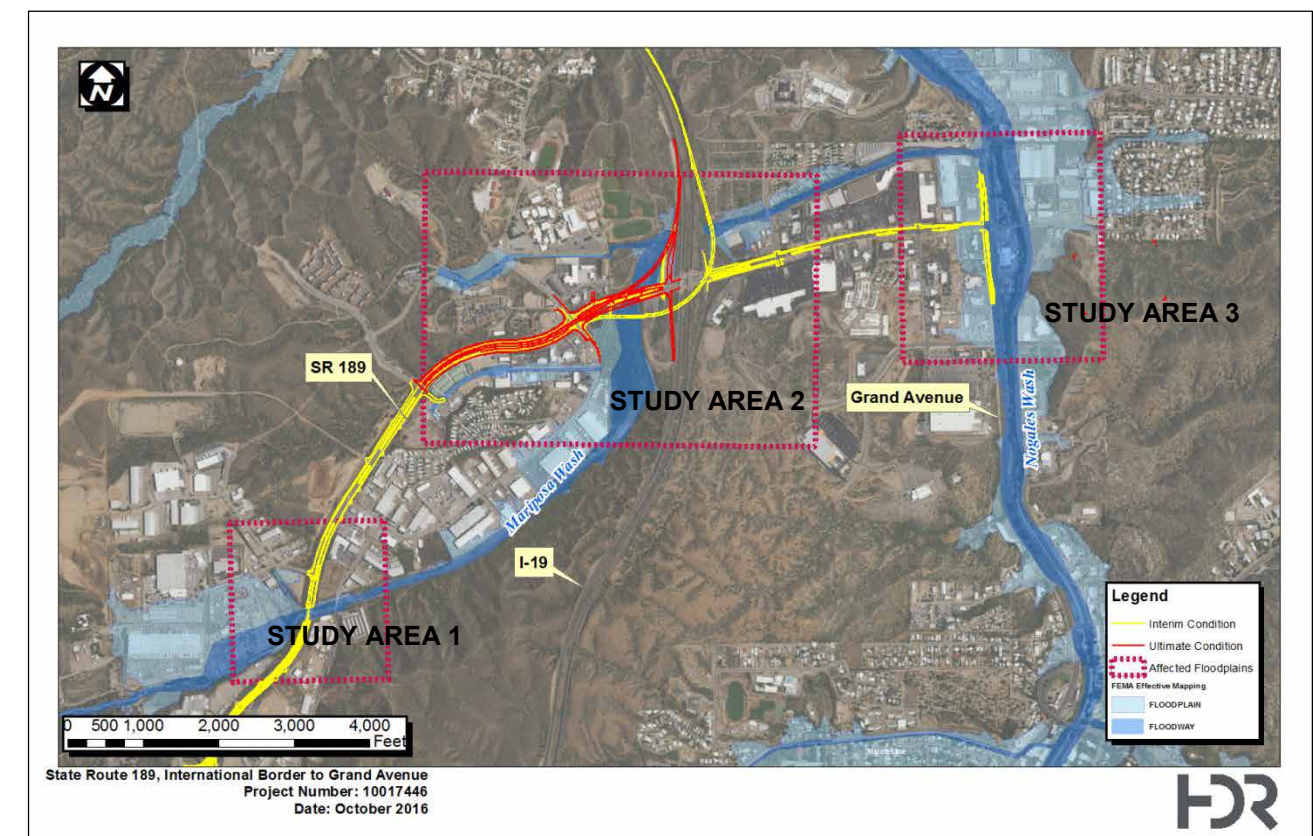 N
STUDY AREA 3
SR 189
STUDY AREA 2
Grand Avenue
Nogales Wash
Mariposa Wash
I-19
STUDY AREA 1
Legend
Interim Condition
Ultimate Condition
Affected Floodplains
FEMA Effective Mapping
FLOODPLAIN
FLOODWAY
0 500 1,000 2,000 3,000 4,000
Feet
State Route 189, International Border to Grand Avenue
Project Number: 10017446
Date: October 2016
HDR